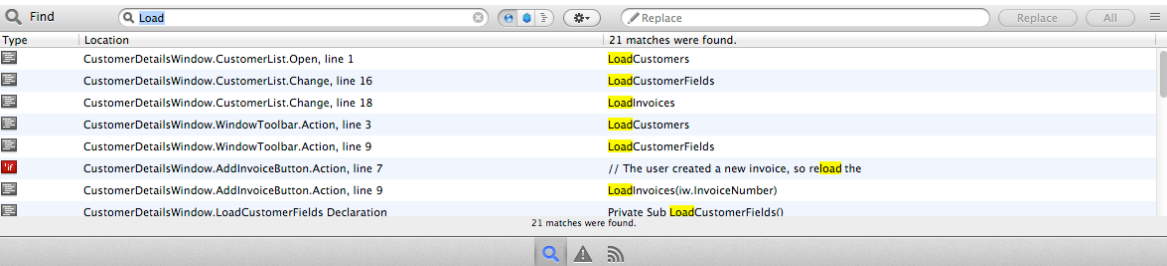 Find Load Replace Replace All
Type Location 21 matches were found.
CustomerDetailsWindow.CustomerList.Open, line 1 LoadCustomers
CustomerDetailsWindow.CustomerList.Change, line 16 LoadCustomerFields
CustomerDetailsWindow.CustomerList.Change, line 18 LoadInvoices
CustomerDetailsWindow.WindowToolbar.Action, line 3 LoadCustomers
CustomerDetailsWindow.WindowToolbar.Action, line 9 LoadCustomerFields
'if CustomerDetailsWindow.AddInvoiceButton.Action, line 7 // The user created a new invoice, so reload the
CustomerDetailsWindow.AddInvoiceButton.Action, line 9 LoadInvoices(iw.InvoiceNumber)
CustomerDetailsWindow.LoadCustomerFields Declaration Private Sub LoadCustomerFields()
21 matches were found.